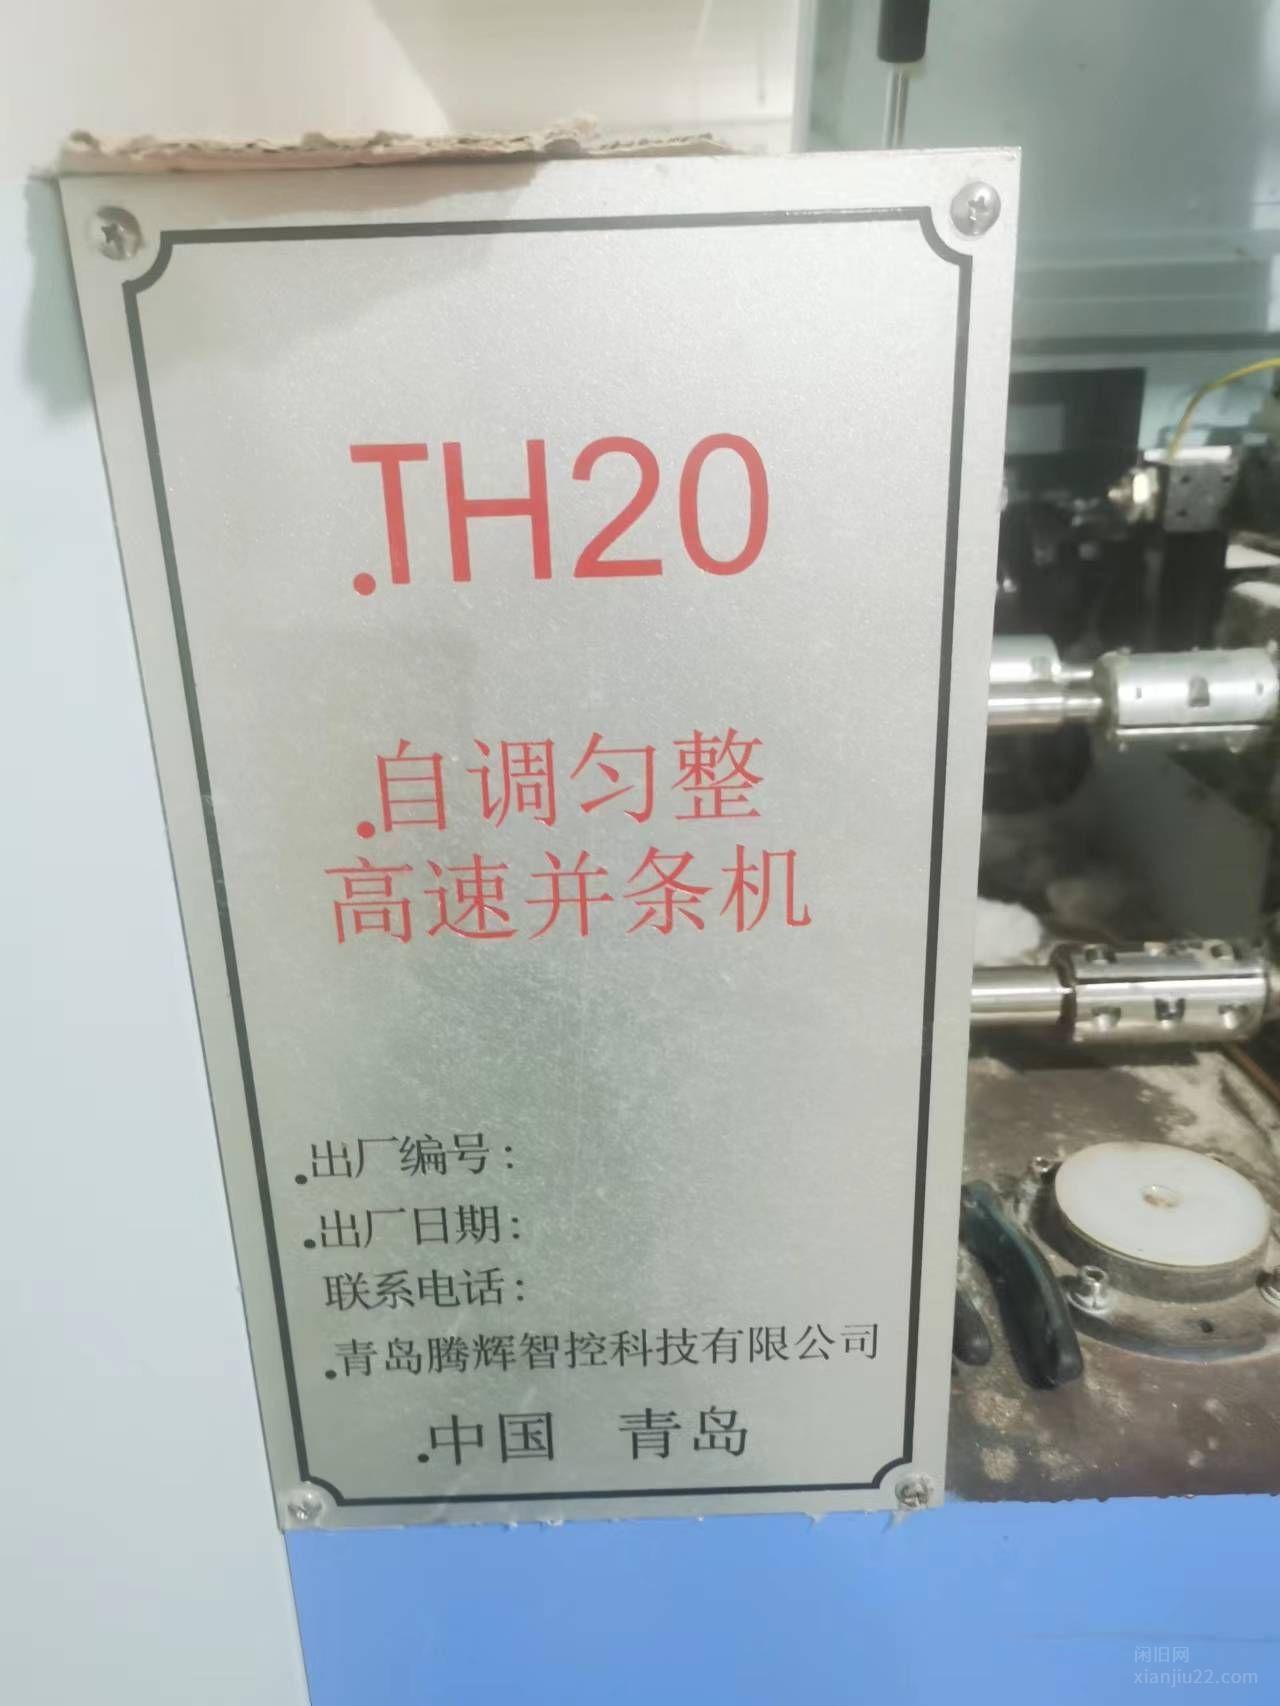 .TH20
.自调匀整
高速并条机
.出厂编号：
.出厂日期：
联系电话：
.青岛腾辉智控科技有限公司
.中国 青岛
闲旧网
xianjiu22.com